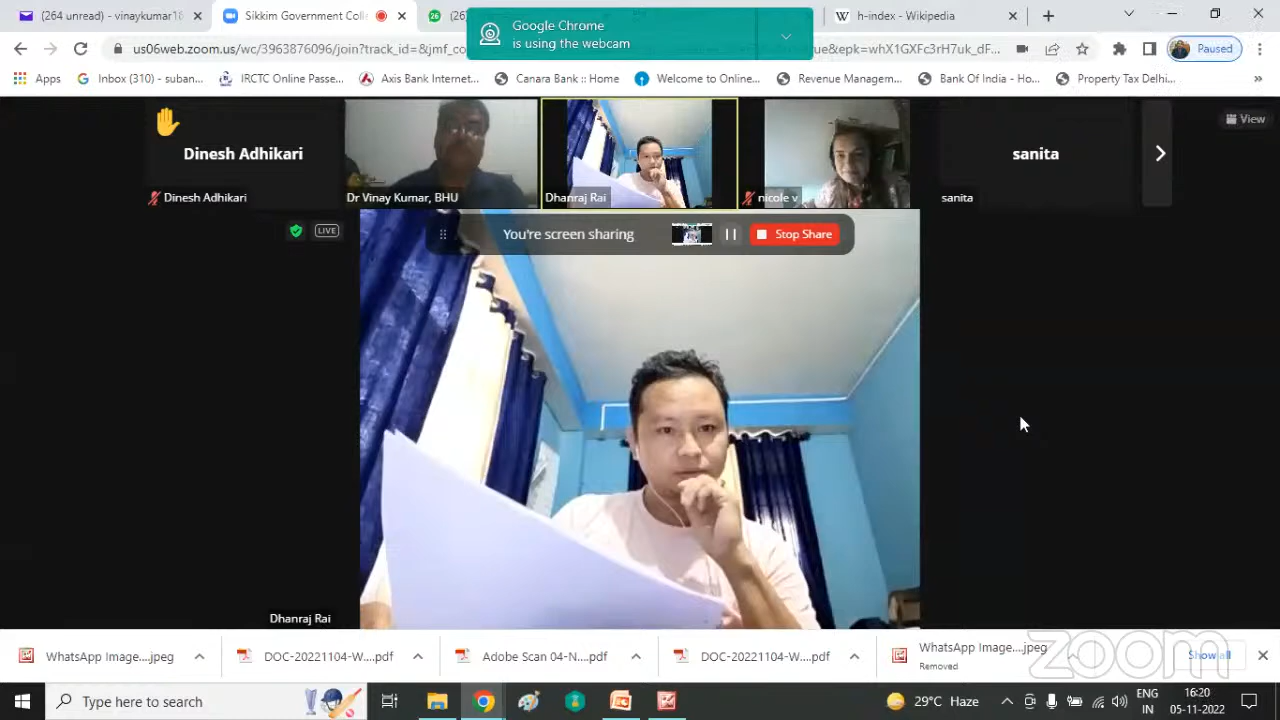 (264 unread) - vinaykumar18
Sikkim Government Coll
26
(26)
h-index - Wikipedia
Google Chrome
is using the webcam
us06web.zoom.us/wc/3963876096/join?track_id=&jmf_co
rue&epk=whX1GXFc3rH7uk_dF...
Paused
Apps
Inbox (310) - suban...
IRCTC Online Passe...
Axis Bank Internet...
Canara Bank :: Home
Welcome to Online...
Revenue Managem...
Bank Of India - Ho...
Property Tax Delhi...
»
Dinesh Adhikari
sanita
View
Dinesh Adhikari
Dr Vinay Kumar, BHU
Dhanraj Rai
nicole v
sanita
LIVE
You're screen sharing
Stop Share
Dhanraj Rai
zoom
WhatsApp Image....jpeg
DOC-20221104-W....pdf
Adobe Scan 04-N....pdf
DOC-20221104-W....pdf
WhatsApp Image....jpeg
Removed
Show all
Type here to search
29°C Haze
ENG
IN
16:20
05-11-2022